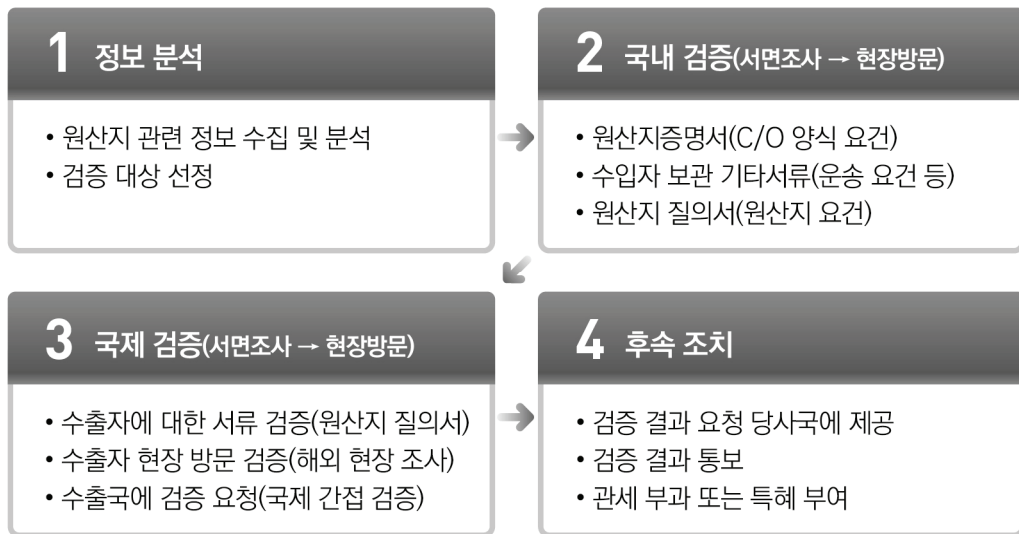 1 정보 분석
• 원산지 관련 정보 수집 및 분석
• 검증 대상 선정
2 국내 검증(서면조사 → 현장방문)
• 원산지증명서(C/O 양식 요건)
• 수입자 보관 기타서류(운송 요건 등)
• 원산지 질의서(원산지 요건)
3 국제 검증(서면조사 → 현장방문)
• 수출자에 대한 서류 검증(원산지 질의서)
• 수출자 현장 방문 검증(해외 현장 조사)
• 수출국에 검증 요청(국제 간접 검증)
4 후속 조치
• 검증 결과 요청 당사국에 제공
• 검증 결과 통보
• 관세 부과 또는 특혜 부여